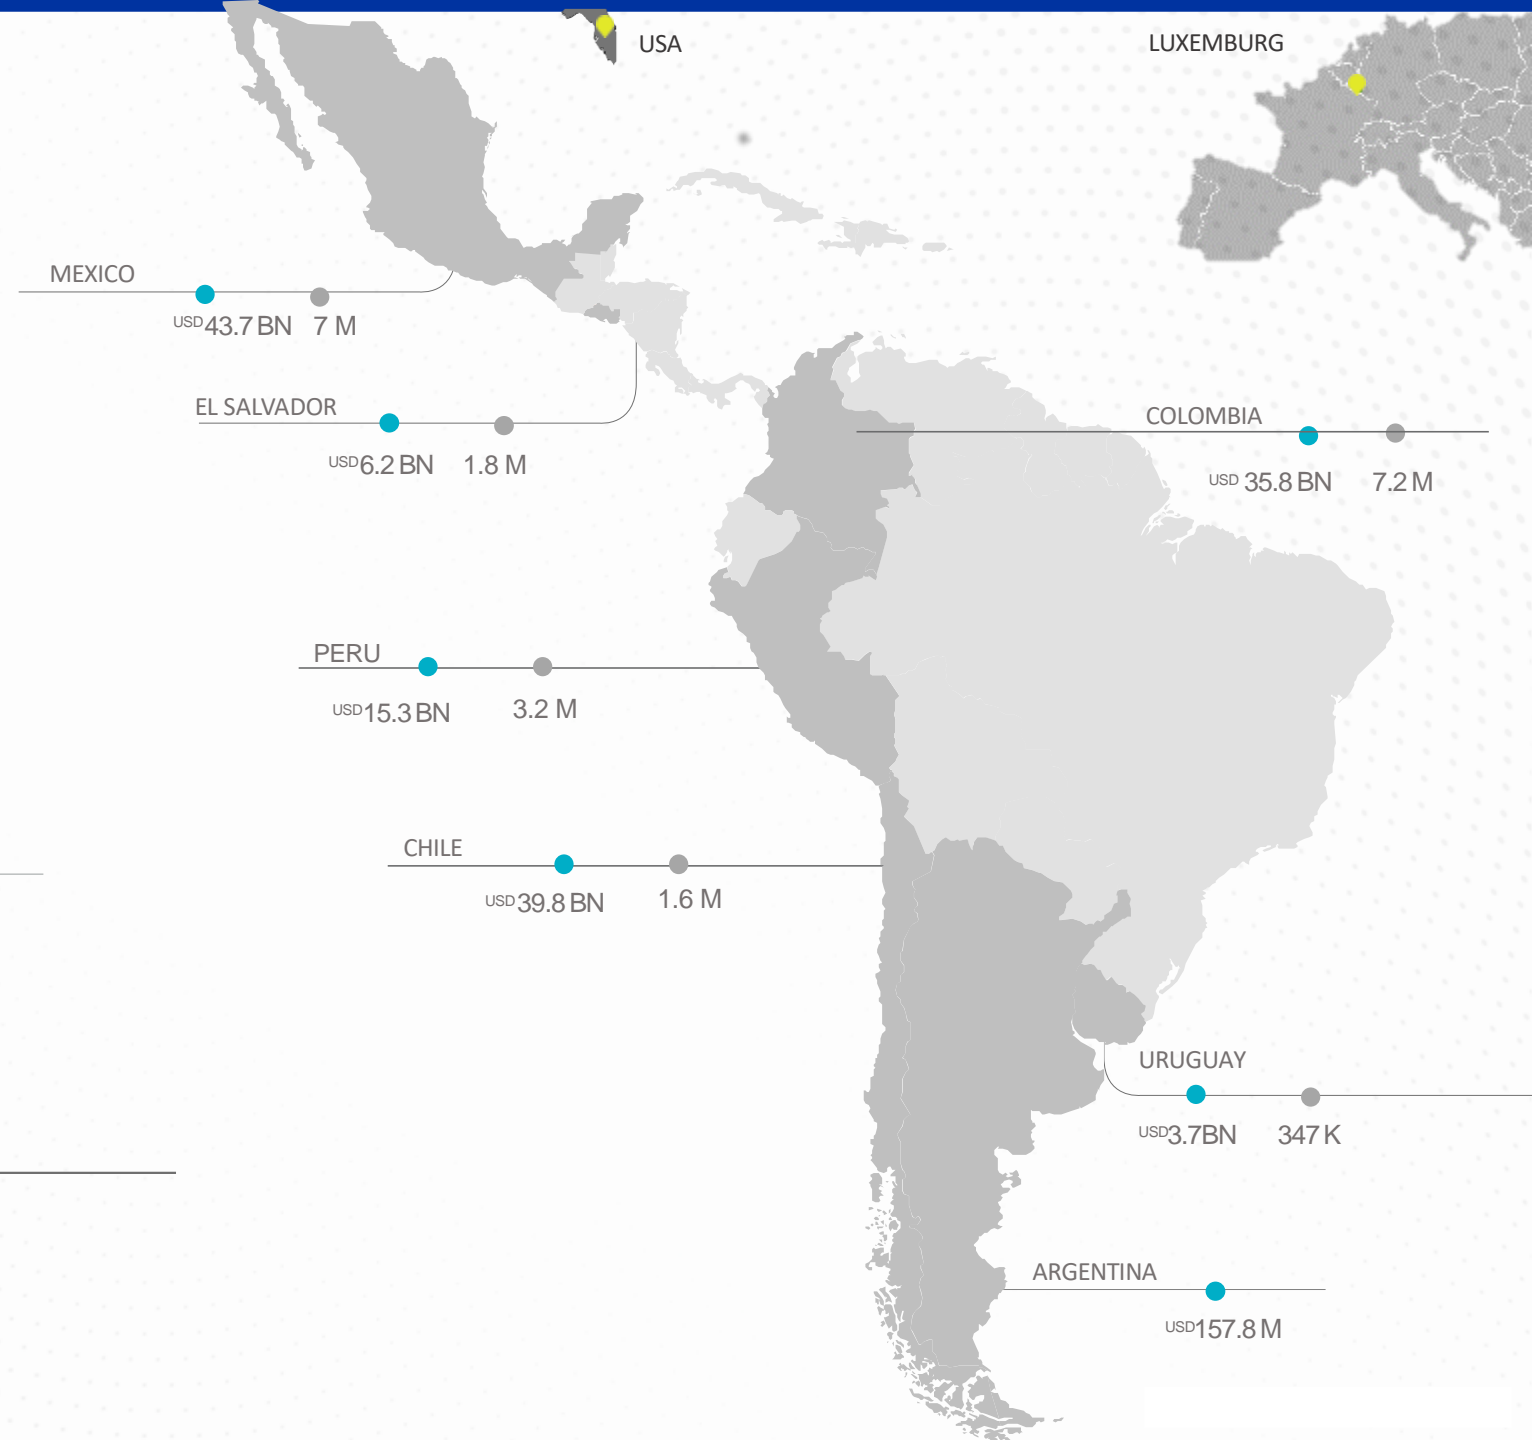 USA
LUXEMBURG
MEXICO
USD43.7 BN 7 M
EL SALVADOR
USD6.2 BN 1.8 M
COLOMBIA
USD 35.8 BN 7.2 M
PERU
USD15.3 BN 3.2 M
CHILE
USD39.8 BN 1.6 M
URUGUAY
USD3.7BN 347 K
ARGENTINA
USD157.8 M